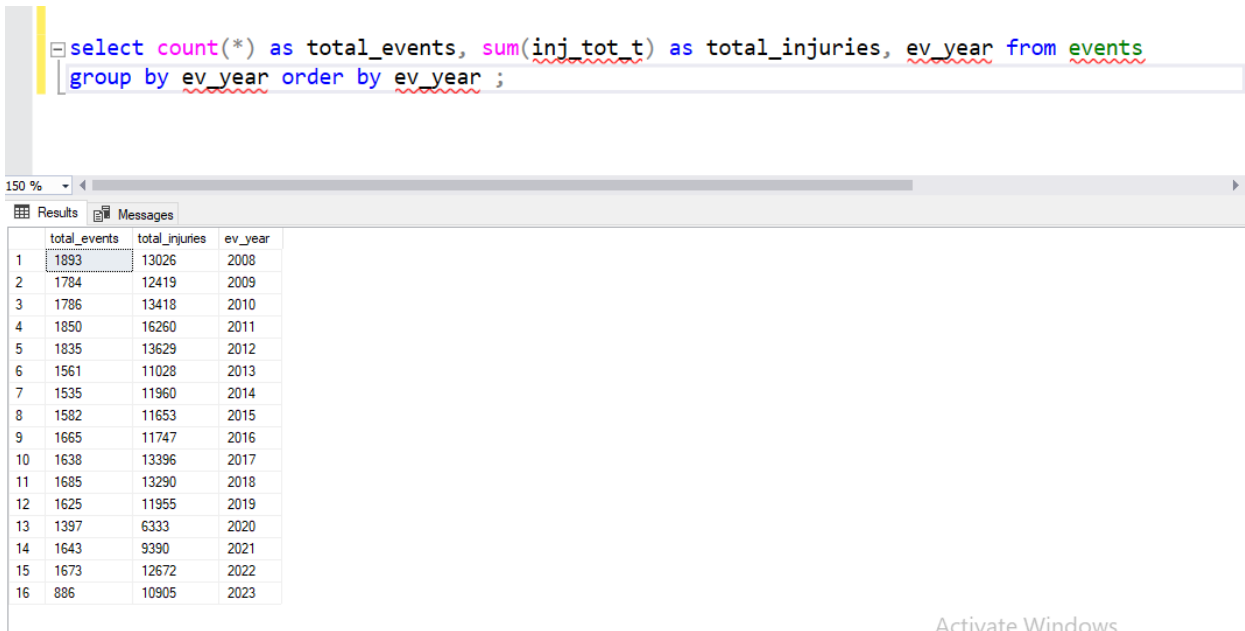 select count(*) as total_events, sum(inj_tot_t) as total_injuries, ev_year from events
group by ev_year order by ev_year ;
150 %
Results Messages
total_events total_injuries ev_year
1 1893 13026 2008
2 1784 12419 2009
3 1786 13418 2010
4 1850 16260 2011
5 1835 13629 2012
6 1561 11028 2013
7 1535 11960 2014
8 1582 11653 2015
9 1665 11747 2016
10 1638 13396 2017
11 1685 13290 2018
12 1625 11955 2019
13 1397 6333 2020
14 1643 9390 2021
15 1673 12672 2022
16 886 10905 2023
Activate Windows